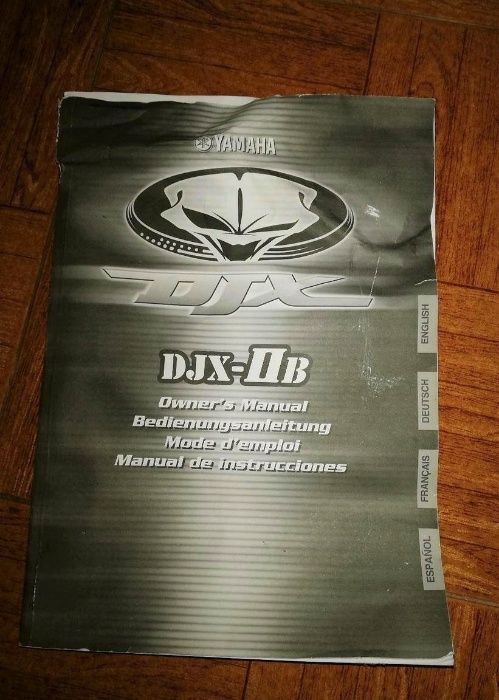 YAMAHA
DJX
DJX-IIB
Owner's Manual
Bedienungsanleitung
Mode d'emploi
Manual de instrucciones
ENGLISH
DEUTSCH
FRANÇAIS
ESPAÑOL